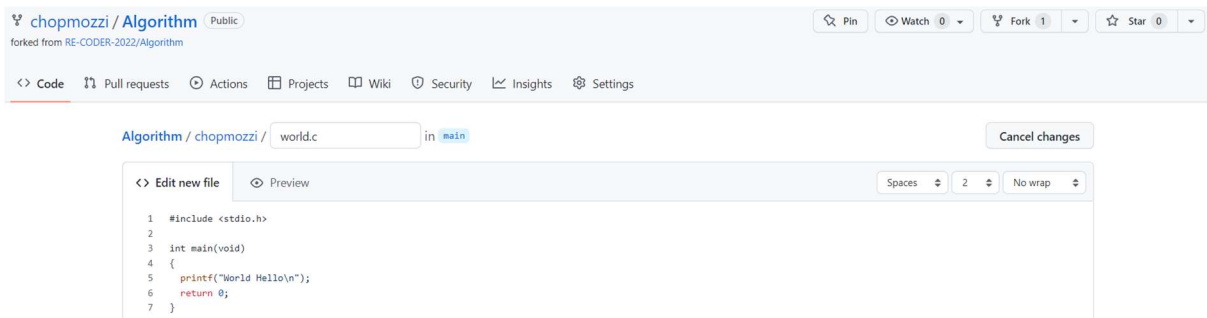 chopmozzi / Algorithm Public
Pin Watch 0 Fork 1 Star 0
forked from RE-CODER-2022/Algorithm
<> Code Pull requests Actions Projects Wiki Security Insights Settings
Algorithm / chopmozzi / world.c in main Cancel changes
<> Edit new file Preview Spaces 2 No wrap
1 #include <stdio.h>
2
3 int main(void)
4 {
5 printf("World Hello\n");
6 return 0;
7 }